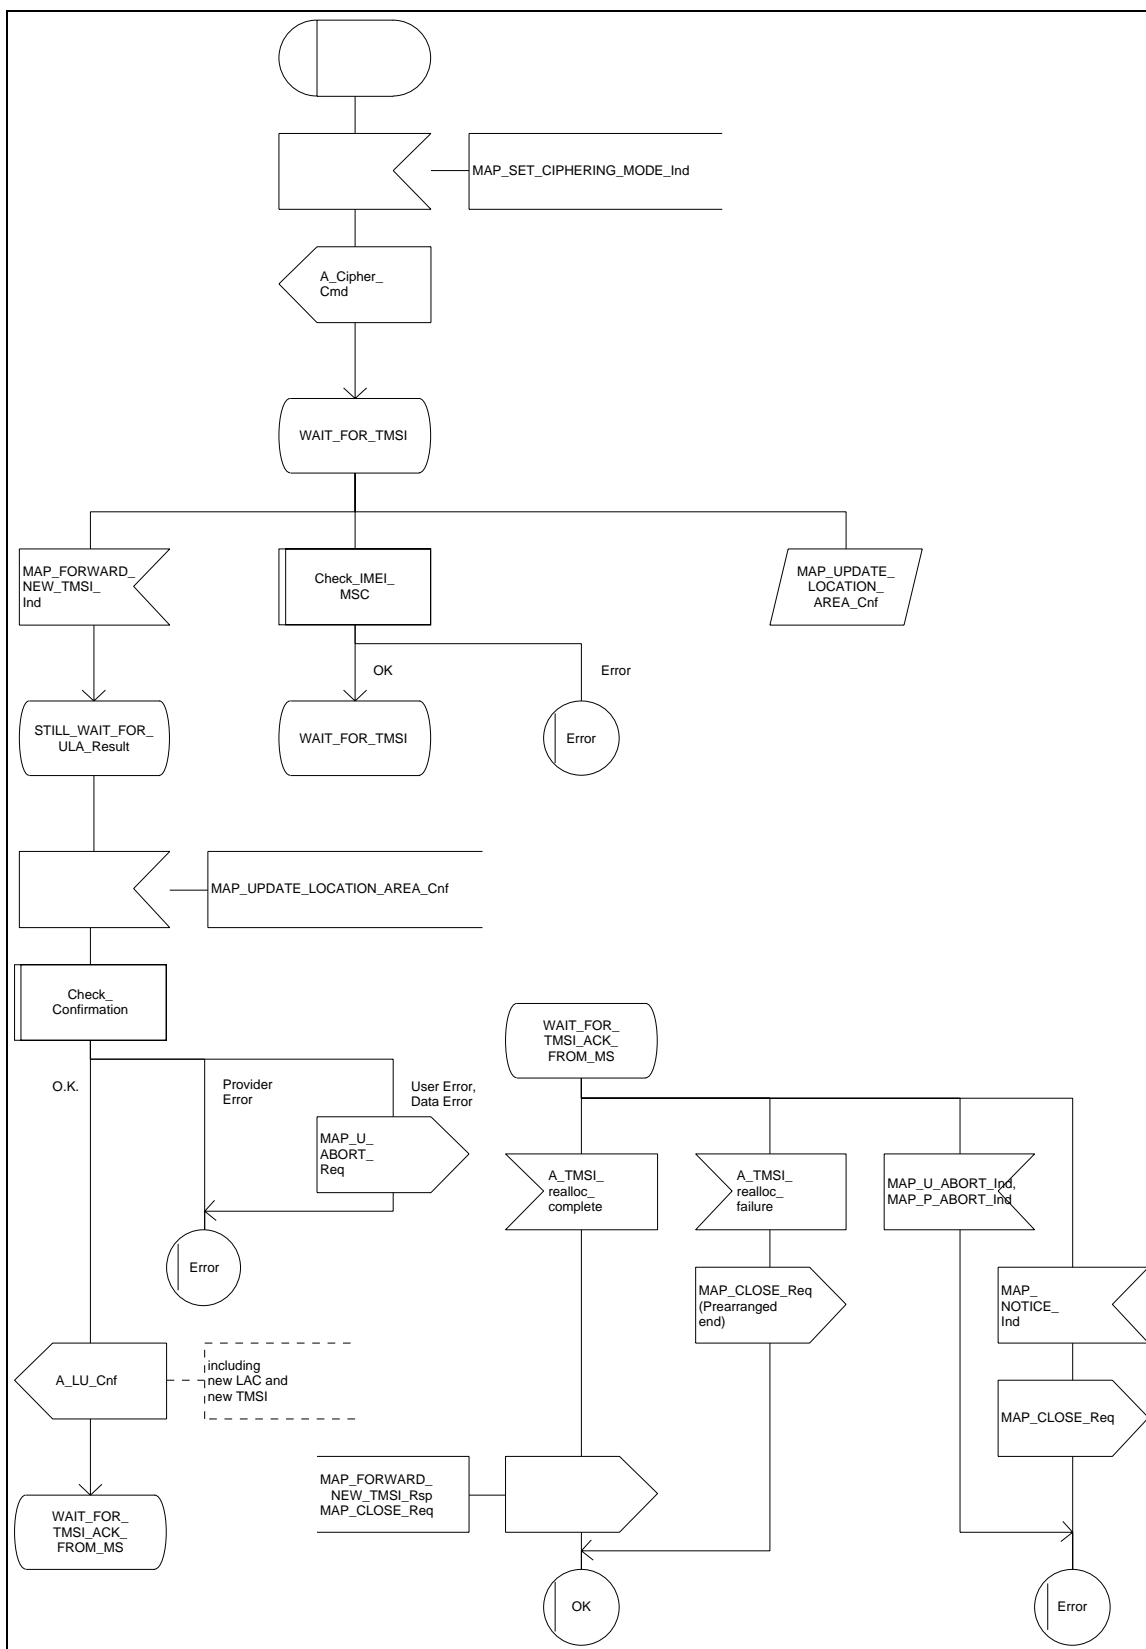 MAP_SET_CIPHERING_MODE_Ind
A_Cipher_
Cmd
WAIT_FOR_TMSI
MAP_FORWARD_
NEW_TMSI_
Ind
Check_IMEI_
MSC
MAP_UPDATE_
LOCATION_
AREA_Cnf
OK
Error
STILL_WAIT_FOR_
ULA_Result
WAIT_FOR_TMSI
Error
MAP_UPDATE_LOCATION_AREA_Cnf
Check_
Confirmation
O.K.
Provider
Error
User Error,
Data Error
MAP_U_
ABORT_
Req
Error
A_LU_Cnf
including
new LAC and
new TMSI
WAIT_FOR_
TMSI_ACK_
FROM_MS
WAIT_FOR_
TMSI_ACK_
FROM_MS
A_TMSI_
realloc_
complete
A_TMSI_
realloc_
failure
MAP_U_ABORT_Ind,
MAP_P_ABORT_Ind
MAP_CLOSE_Req
(Prearranged
end)
MAP_
NOTICE_
Ind
MAP_CLOSE_Req
MAP_FORWARD_
NEW_TMSI_Rsp
MAP_CLOSE_Req
OK
Error